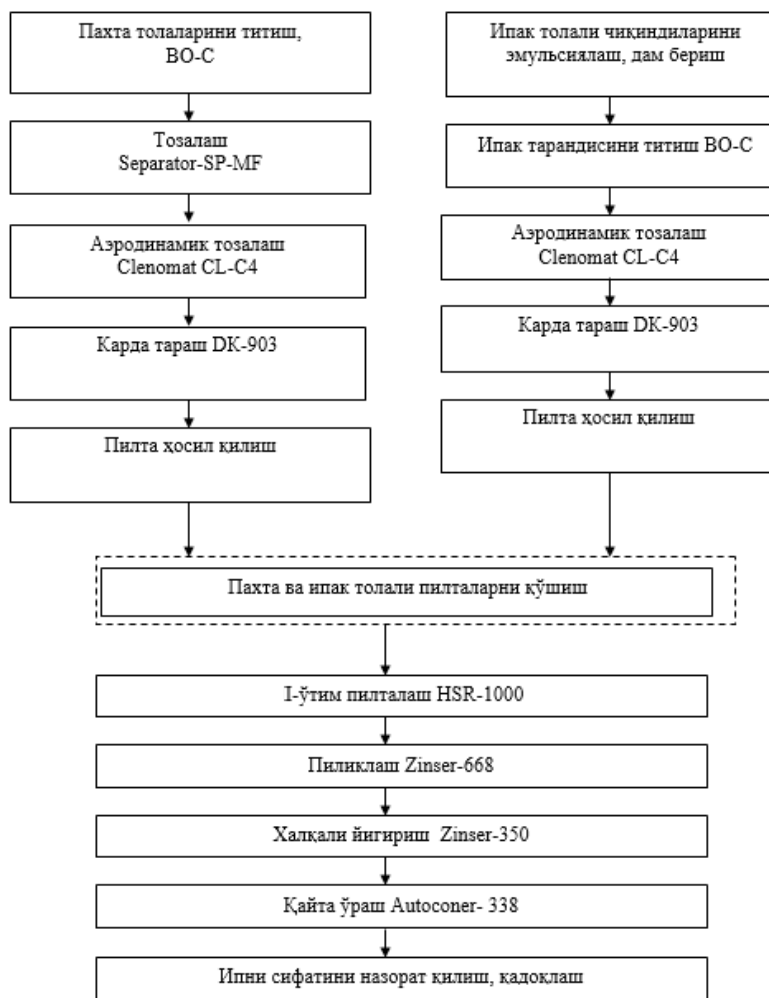 Пахта толаларини титиш,
ВО-С
Тозалаш
Separator-SP-MF
Аэродинамик тозалаш
Clenomat CL-C4
Карда тараш DK-903
Пилта ҳосил қилиш
Ипак толали чиқиндиларини
эмульсиялаш, дам бериш
Ипак тарандисини титиш ВО-С
Аэродинамик тозалаш
Clenomat CL-C4
Карда тараш DK-903
Пилта ҳосил қилиш
Пахта ва ипак толали пилталарни қўшиш
I-ўтим пилталаш HSR-1000
Пиликлаш Zinser-668
Халқали йигириш Zinser-350
Қайта ўраш Autoconer- 338
Ипни сифатини назорат қилиш, қадоқлаш